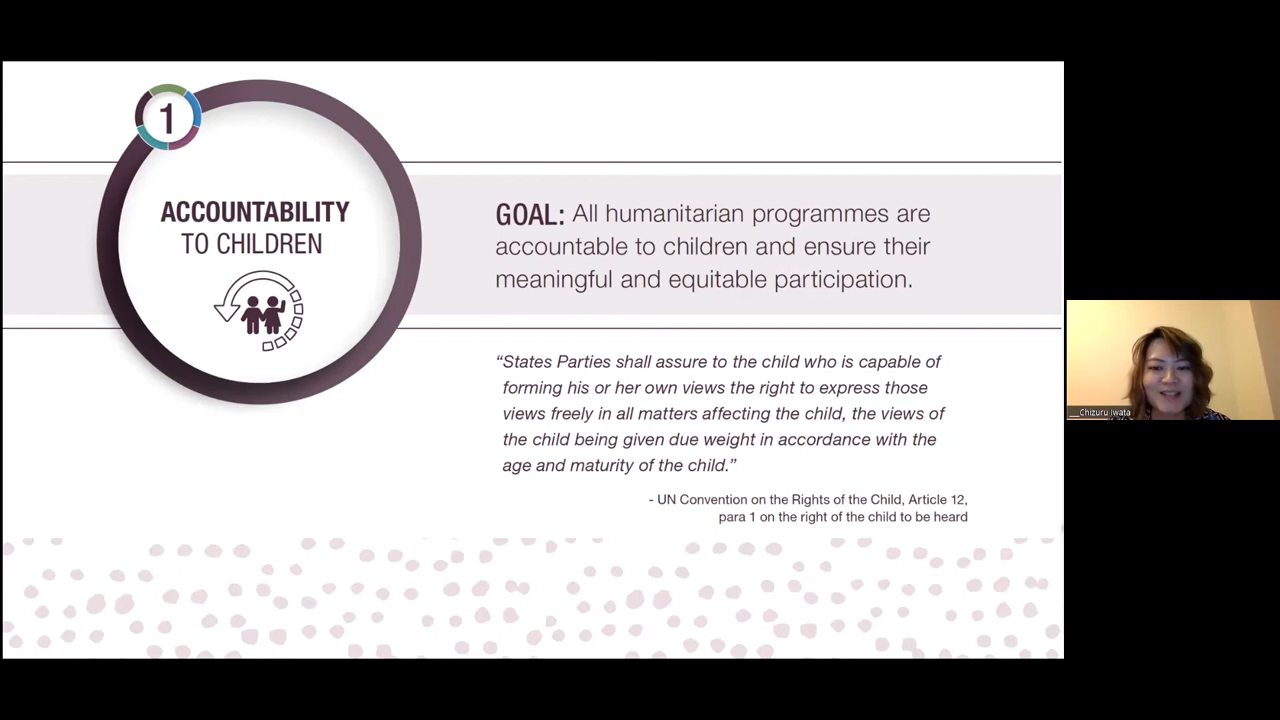 1
ACCOUNTABILITY
TO CHILDREN
GOAL: All humanitarian programmes are
accountable to children and ensure their
meaningful and equitable participation.
“States Parties shall assure to the child who is capable of
forming his or her own views the right to express those
views freely in all matters affecting the child, the views of
the child being given due weight in accordance with the
age and maturity of the child.”
- UN Convention on the Rights of the Child, Article 12,
para 1 on the right of the child to be heard
__Chizuru Iwata